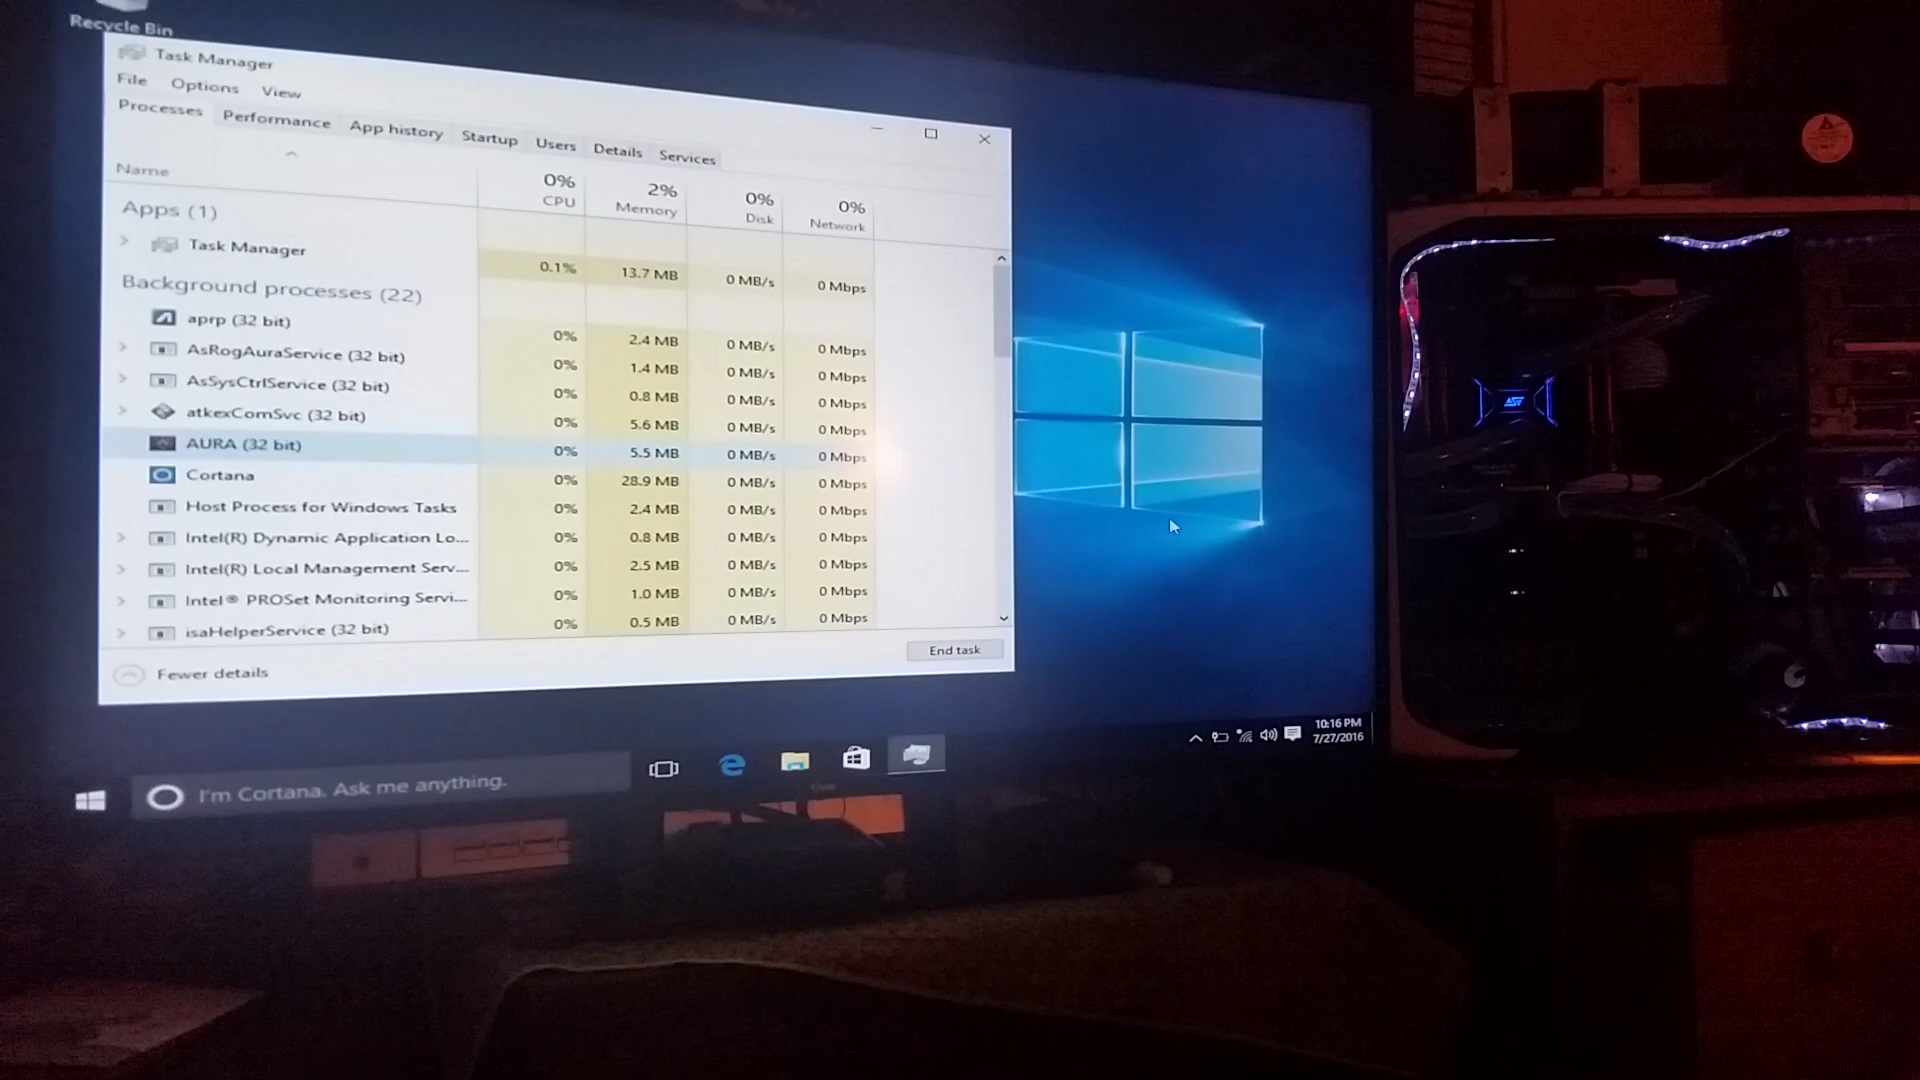 Recycle Bin
Task Manager
File Options View
Processes Performance App history Startup Users Details Services
0% 2% 0% 0%
Name CPU Memory Disk Network
Apps (1)
Task Manager 0.1% 13.7 MB 0 MB/s 0 Mbps
Background processes (22)
aprp (32 bit) 0% 2.4 MB 0 MB/s 0 Mbps
AsRogAuraService (32 bit) 0% 1.4 MB 0 MB/s 0 Mbps
AsSysCtrlService (32 bit) 0% 0.8 MB 0 MB/s 0 Mbps
atkexComSvc (32 bit) 0% 5.6 MB 0 MB/s 0 Mbps
AURA (32 bit) 0% 5.5 MB 0 MB/s 0 Mbps
Cortana 0% 28.9 MB 0 MB/s 0 Mbps
Host Process for Windows Tasks 0% 2.4 MB 0 MB/s 0 Mbps
Intel(R) Dynamic Application Lo... 0% 0.8 MB 0 MB/s 0 Mbps
Intel(R) Local Management Serv... 0% 2.5 MB 0 MB/s 0 Mbps
Intel® PROSet Monitoring Servi... 0% 1.0 MB 0 MB/s 0 Mbps
isaHelperService (32 bit) 0% 0.5 MB 0 MB/s 0 Mbps
Fewer details End task
I'm Cortana. Ask me anything.
10:16 PM
7/27/2016